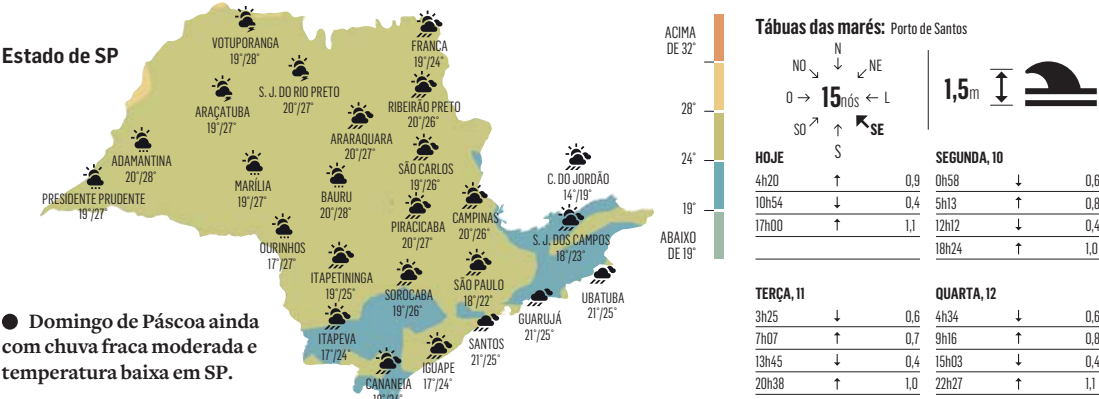 Estado de SP
VOTUPORANGA
19°/28°
FRANCA
19°/24°
S. J. DO RIO PRETO
20°/27°
ARAÇATUBA
19°/27°
RIBEIRÃO PRETO
20°/26°
ARARAQUARA
20°/27°
ADAMANTINA
20°/28°
SÃO CARLOS
19°/26°
PRESIDENTE PRUDENTE
19°/27°
MARÍLIA
19°/27°
BAURU
20°/28°
C. DO JORDÃO
14°/19°
PIRACICABA
20°/27°
CAMPINAS
20°/26°
S. J. DOS CAMPOS
18°/23°
OURINHOS
17°/27°
ITAPETININGA
19°/25°
SOROCABA
19°/26°
SÃO PAULO
18°/22°
UBATUBA
21°/25°
GUARUJÁ
21°/25°
ITAPEVA
17°/24°
SANTOS
21°/25°
IGUAPE
17°/24°
CANANEIA
● Domingo de Páscoa ainda
com chuva fraca moderada e
temperatura baixa em SP.
ACIMA
DE 32°
28°
24°
19°
ABAIXO
DE 19°
Tábuas das marés: Porto de Santos
N
NO ↘ ↓ ↙ NE
O → 15nós ← L
SO ↗ ↑ ↖ SE
S
1,5m
HOJE
4h20 ↑ 0,9
10h54 ↓ 0,4
17h00 ↑ 1,1
SEGUNDA, 10
0h58 ↓ 0,6
5h13 ↑ 0,8
12h12 ↓ 0,4
18h24 ↑ 1,0
TERÇA, 11
3h25 ↓ 0,6
7h07 ↑ 0,7
13h45 ↓ 0,4
20h38 ↑ 1,0
QUARTA, 12
4h34 ↓ 0,6
9h16 ↑ 0,8
15h03 ↓ 0,4
22h27 ↑ 1,1